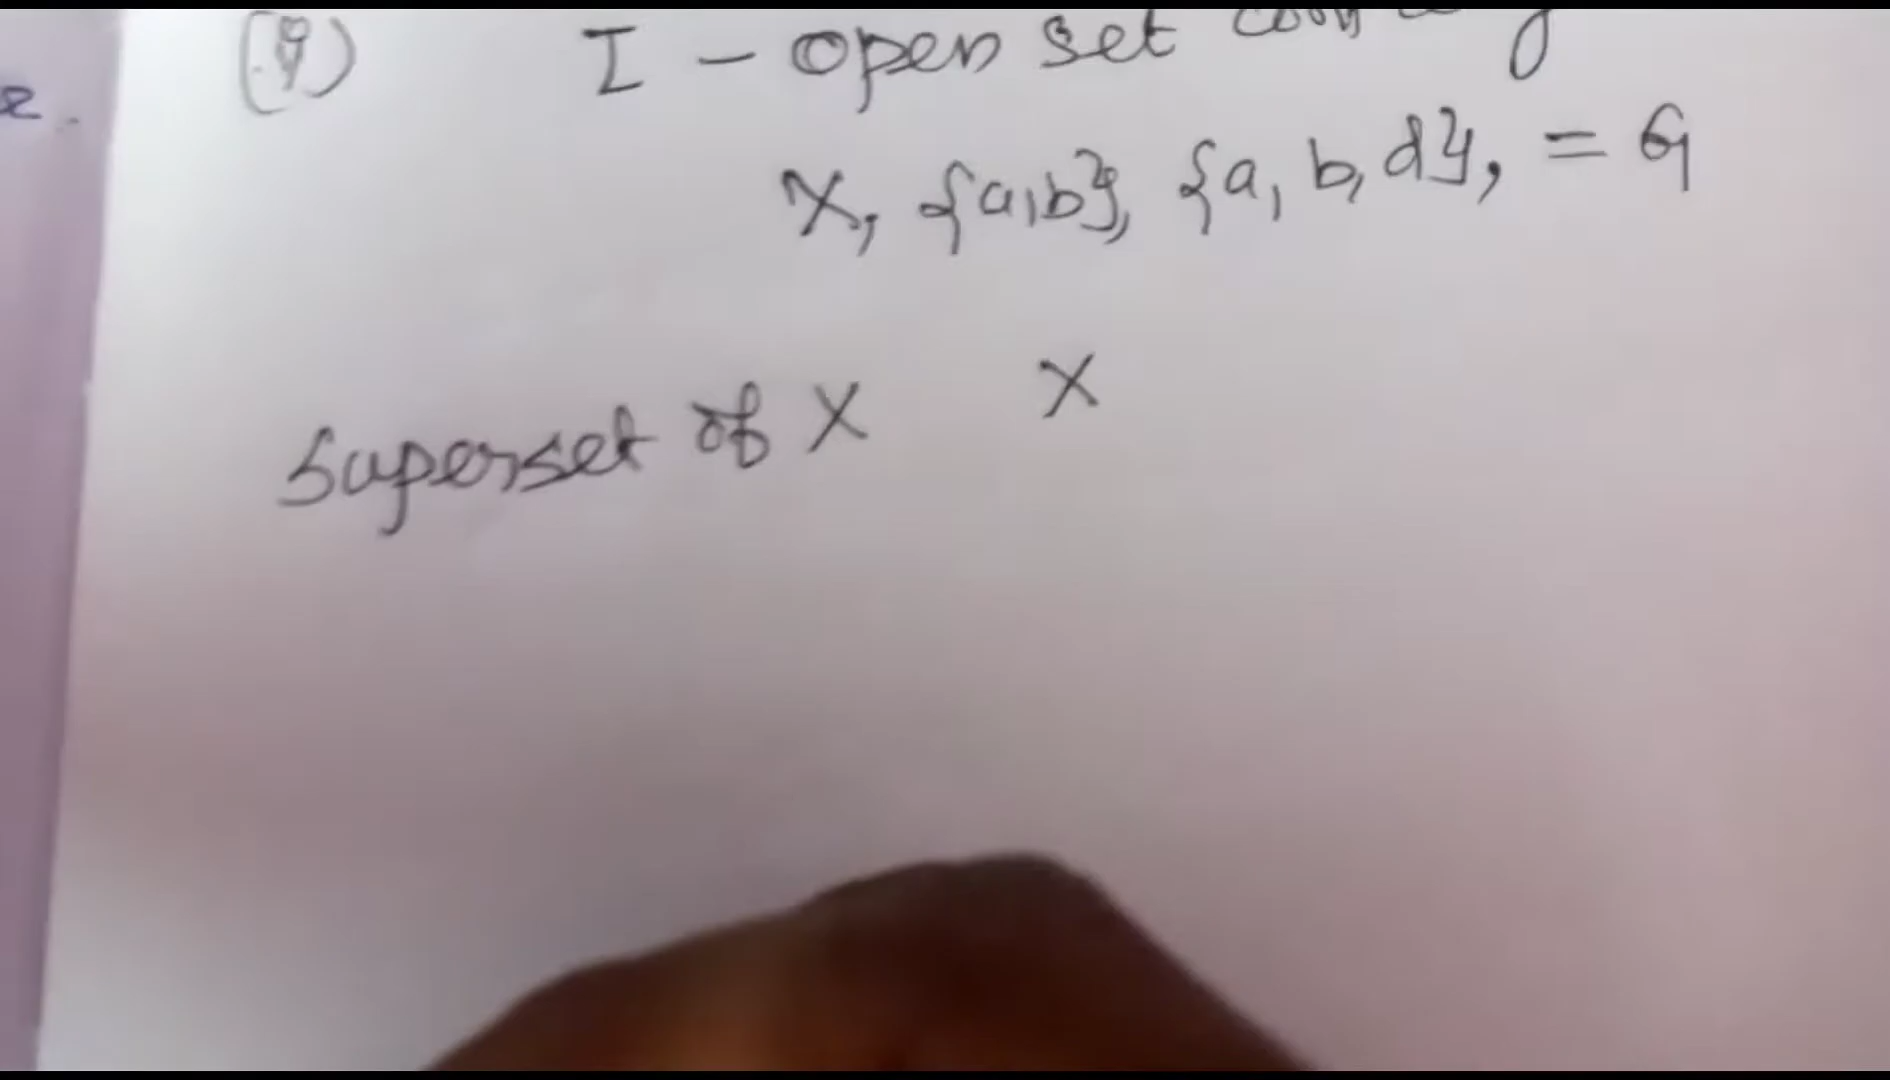 I - open set
X, {a,b}, {a, b, d}, = G
Superset of X X